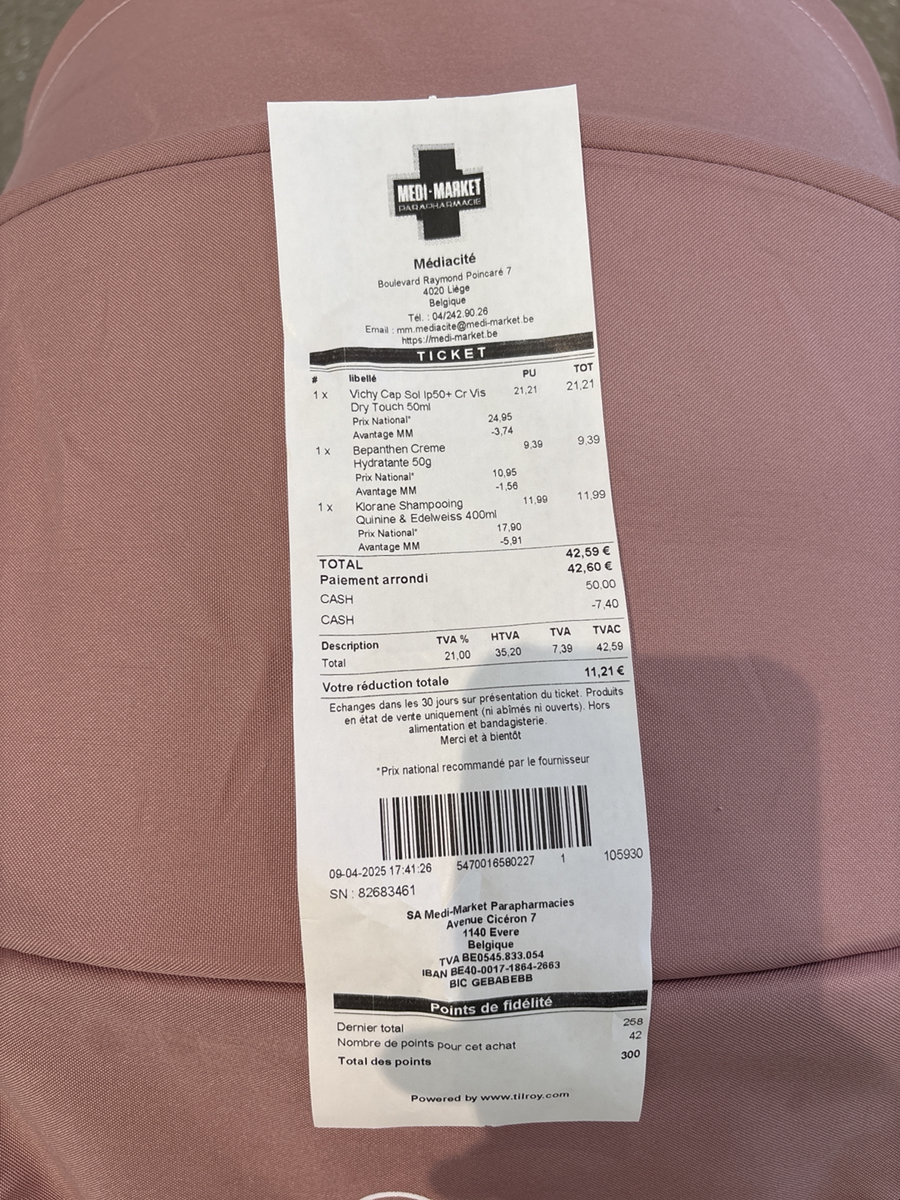 MEDI-MARKET
PARAPHARMACIE
Médiacité
Boulevard Raymond Poincaré 7
4020 Liège
Belgique
Tél. : 04/242.90.26
Email : mm.mediacite@medi-market.be
https://medi-market.be
TICKET
# libellé PU TOT
1 x Vichy Cap Sol Ip50+ Cr Vis 21,21 21,21
Dry Touch 50ml
Prix National* 24,95
Avantage MM -3,74
1 x Bepanthen Creme 9,39 9,39
Hydratante 50g
Prix National* 10,95
Avantage MM -1,56
1 x Klorane Shampooing 11,99 11,99
Quinine & Edelweiss 400ml
Prix National* 17,90
Avantage MM -5,91
TOTAL 42,59 €
Paiement arrondi 42,60 €
CASH 50,00
CASH -7,40
Description TVA % HTVA TVA TVAC
Total 21,00 35,20 7,39 42,59
Votre réduction totale 11,21 €
Echanges dans les 30 jours sur présentation du ticket. Produits
en état de vente uniquement (ni abîmés ni ouverts). Hors
alimentation et bandagisterie.
Merci et à bientôt
*Prix national recommandé par le fournisseur
09-04-2025 17:41:26 5470016580227 1 105930
SN : 82683461
SA Medi-Market Parapharmacies
Avenue Cicéron 7
1140 Evere
Belgique
TVA BE0545.833.054
IBAN BE40-0017-1864-2663
BIC GEBABEBB
Points de fidélité
Dernier total 258
Nombre de points pour cet achat 42
Total des points 300
Powered by www.tilroy.com